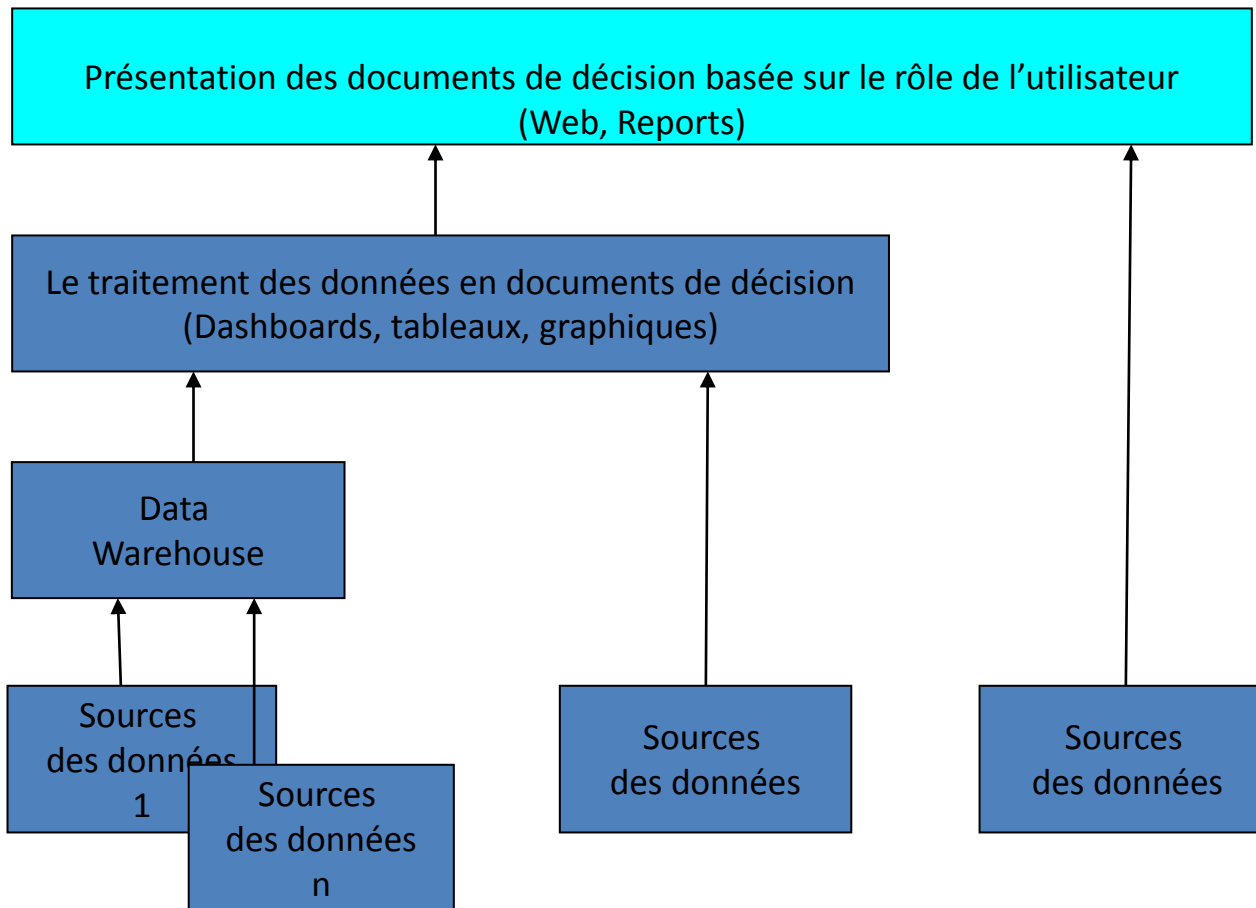 Présentation des documents de décision basée sur le rôle de l’utilisateur
(Web, Reports)
Le traitement des données en documents de décision
(Dashboards, tableaux, graphiques)
Data
Warehouse
Sources
des données
1
Sources
des données
n
Sources
des données
Sources
des données